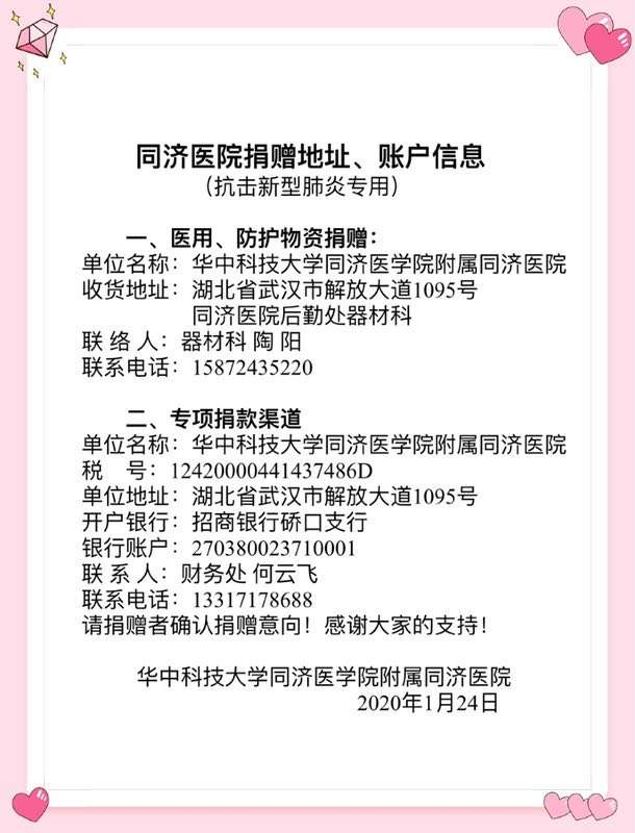 同济医院捐赠地址、账户信息
（抗击新型肺炎专用）
一、医用、防护物资捐赠：
单位名称：华中科技大学同济医学院附属同济医院
收货地址：湖北省武汉市解放大道1095号
同济医院后勤处器材科
联 络 人：器材科 陶 阳
联系电话：15872435220
二、专项捐款渠道
单位名称：华中科技大学同济医学院附属同济医院
税    号：12420000441437486D
单位地址：湖北省武汉市解放大道1095号
开户银行：招商银行硚口支行
银行账户：270380023710001
联 系 人：财务处 何云飞
联系电话：13317178688
请捐赠者确认捐赠意向！感谢大家的支持！
华中科技大学同济医学院附属同济医院
2020年1月24日